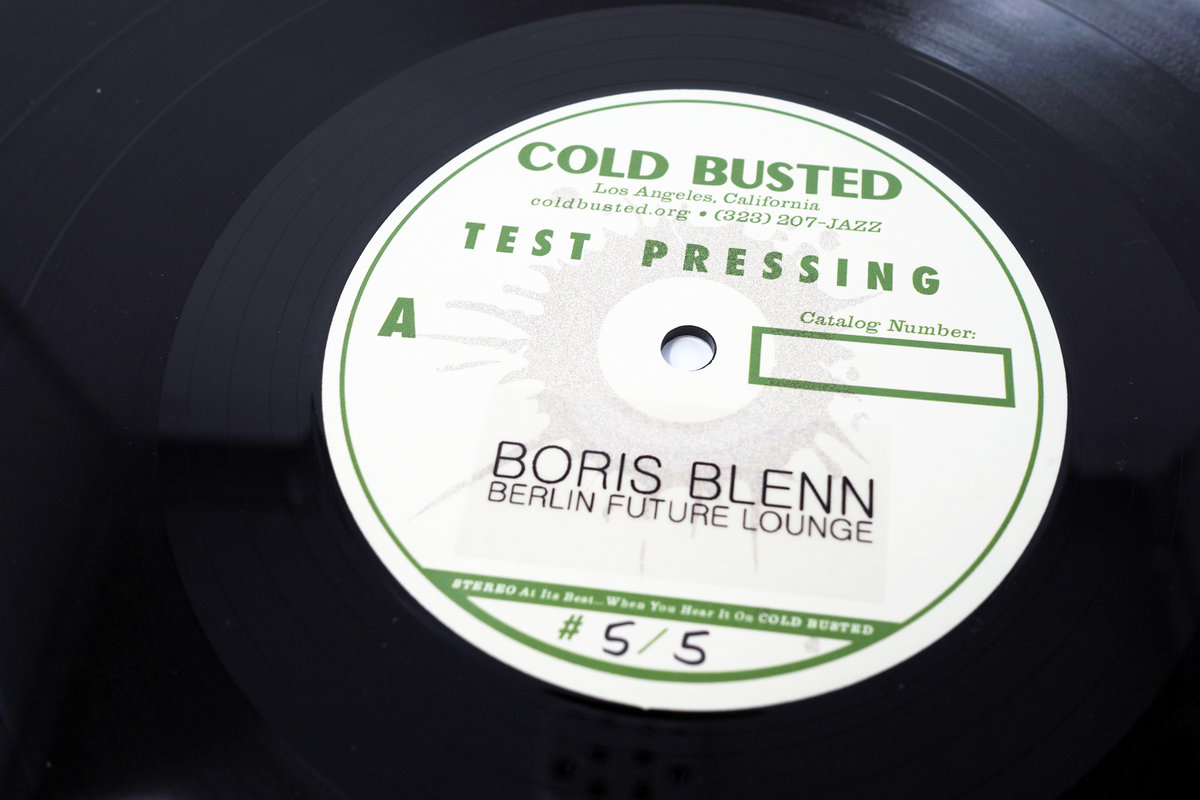 COLD BUSTED
Los Angeles, California
coldbusted.org • (323) 207-JAZZ
TEST PRESSING
A
Catalog Number:
BORIS BLENN
BERLIN FUTURE LOUNGE
STEREO At Its Best...When You Hear It On COLD BUSTED
# 5/5